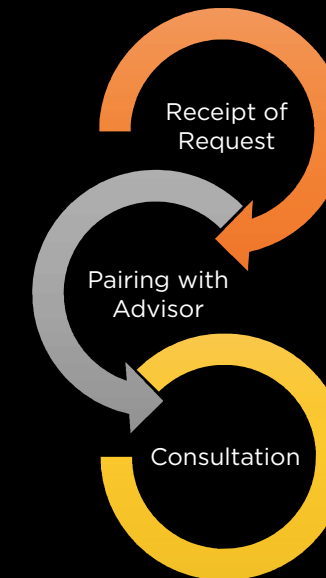 Receipt of
Request
Pairing with
Advisor
Consultation